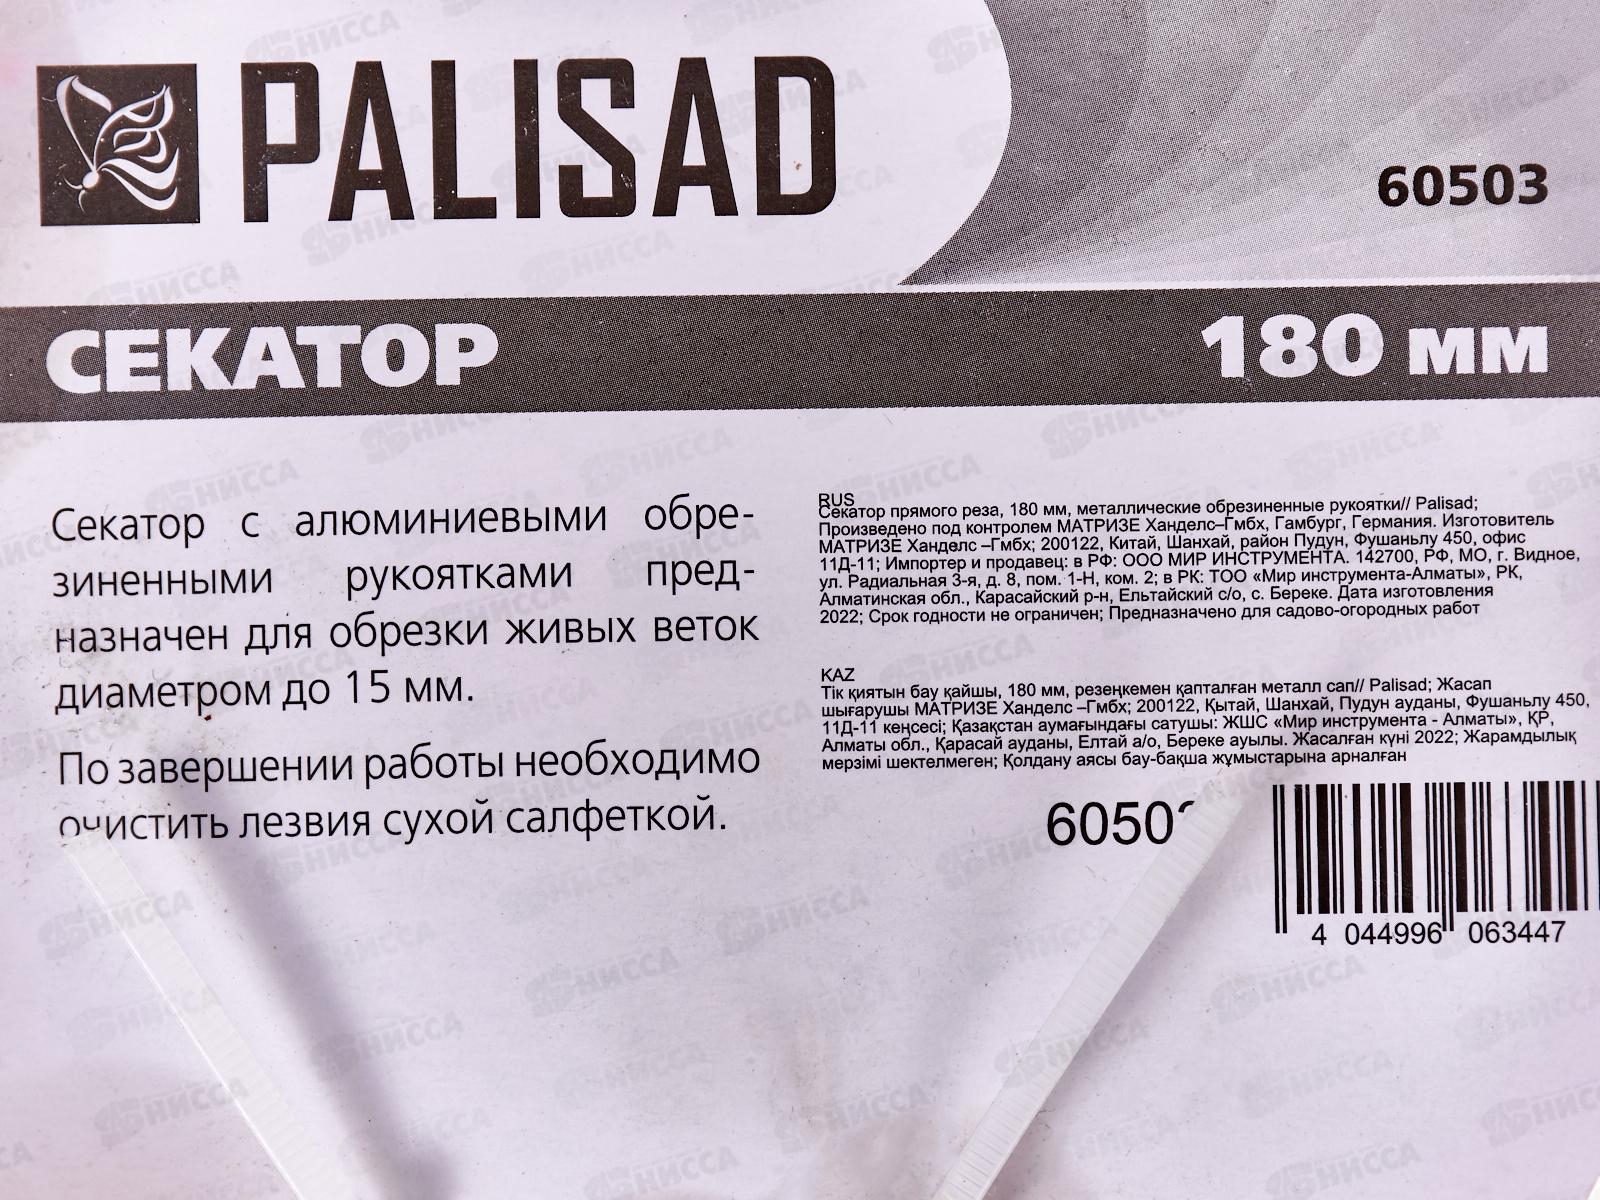 PALISAD
60503
СЕКАТОР
180 мм
Секатор с алюминиевыми обре-
зиненными рукоятками пред-
назначен для обрезки живых веток
диаметром до 15 мм.
По завершении работы необходимо
очистить лезвия сухой салфеткой.
RUS
Секатор прямого реза, 180 мм, металлические обрезиненные рукоятки// Palisad;
Произведено под контролем МАТРИЗЕ Ханделс–Гмбх, Гамбург, Германия. Изготовитель
МАТРИЗЕ Ханделс –Гмбх; 200122, Китай, Шанхай, район Пудун, Фушаньлу 450, офис
11Д-11; Импортер и продавец: в РФ: ООО МИР ИНСТРУМЕНТА. 142700, РФ, МО, г. Видное,
ул. Радиальная 3-я, д. 8, пом. 1-Н, ком. 2; в РК: ТОО «Мир инструмента-Алматы», РК,
Алматинская обл., Карасайский р-н, Ельтайский с/о, с. Береке. Дата изготовления
2022; Срок годности не ограничен; Предназначено для садово-огородных работ
KAZ
Тік қиятын бау қайшы, 180 мм, резеңкемен қапталған металл сап// Palisad; Жасап
шығарушы МАТРИЗЕ Ханделс –Гмбх; 200122, Қытай, Шанхай, Пудун ауданы, Фушаньлу 450,
11Д-11 кеңсесі; Қазақстан аумағындағы сатушы: ЖШС «Мир инструмента - Алматы», ҚР,
Алматы обл., Қарасай ауданы, Елтай а/о, Береке ауылы. Жасалған күні 2022; Жарамдылық
мерзімі шектелмеген; Қолдану аясы бау-бақша жұмыстарына арналған
4 044996 063447